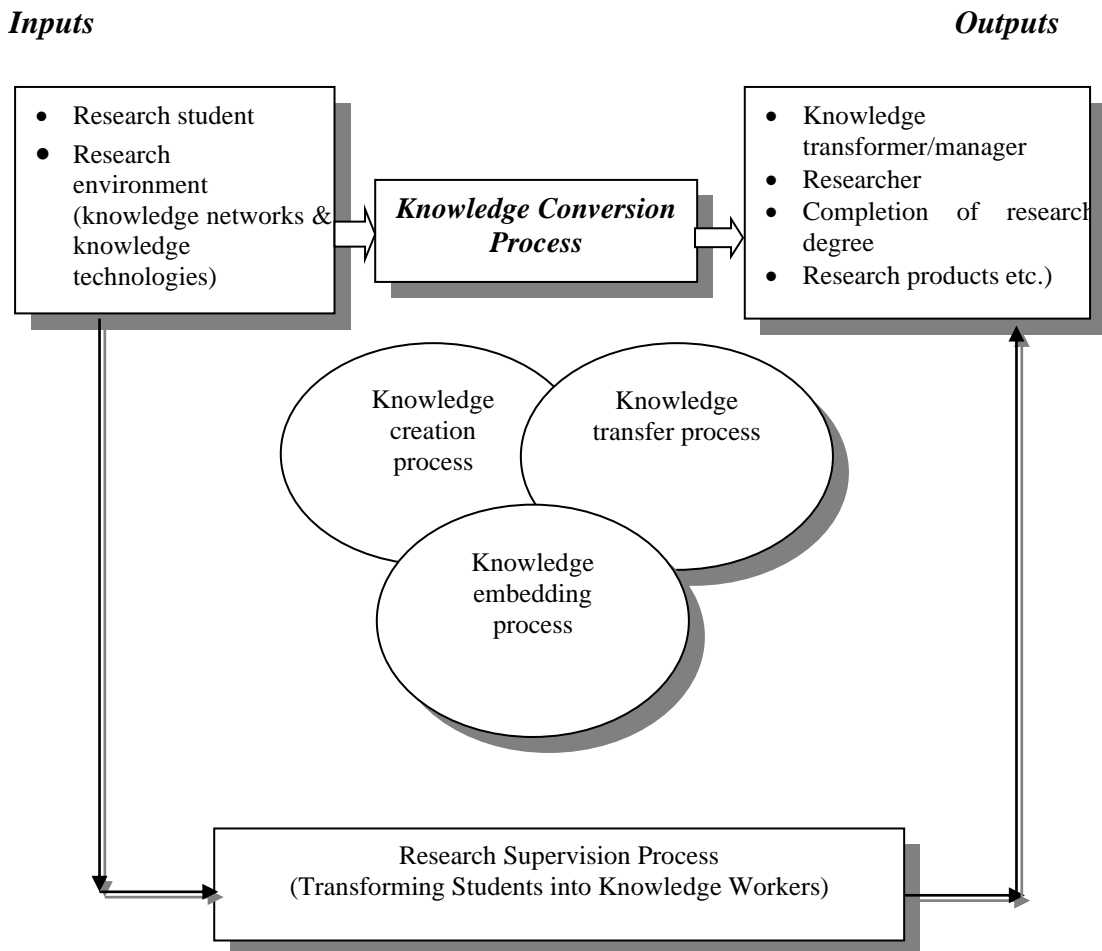 Inputs
Outputs
• Research student
• Research
environment
(knowledge networks &
knowledge
technologies)
Knowledge Conversion
Process
• Knowledge
transformer/manager
• Researcher
• Completion of research
degree
• Research products etc.)
Knowledge
creation
process
Knowledge
transfer process
Knowledge
embedding
process
Research Supervision Process
(Transforming Students into Knowledge Workers)